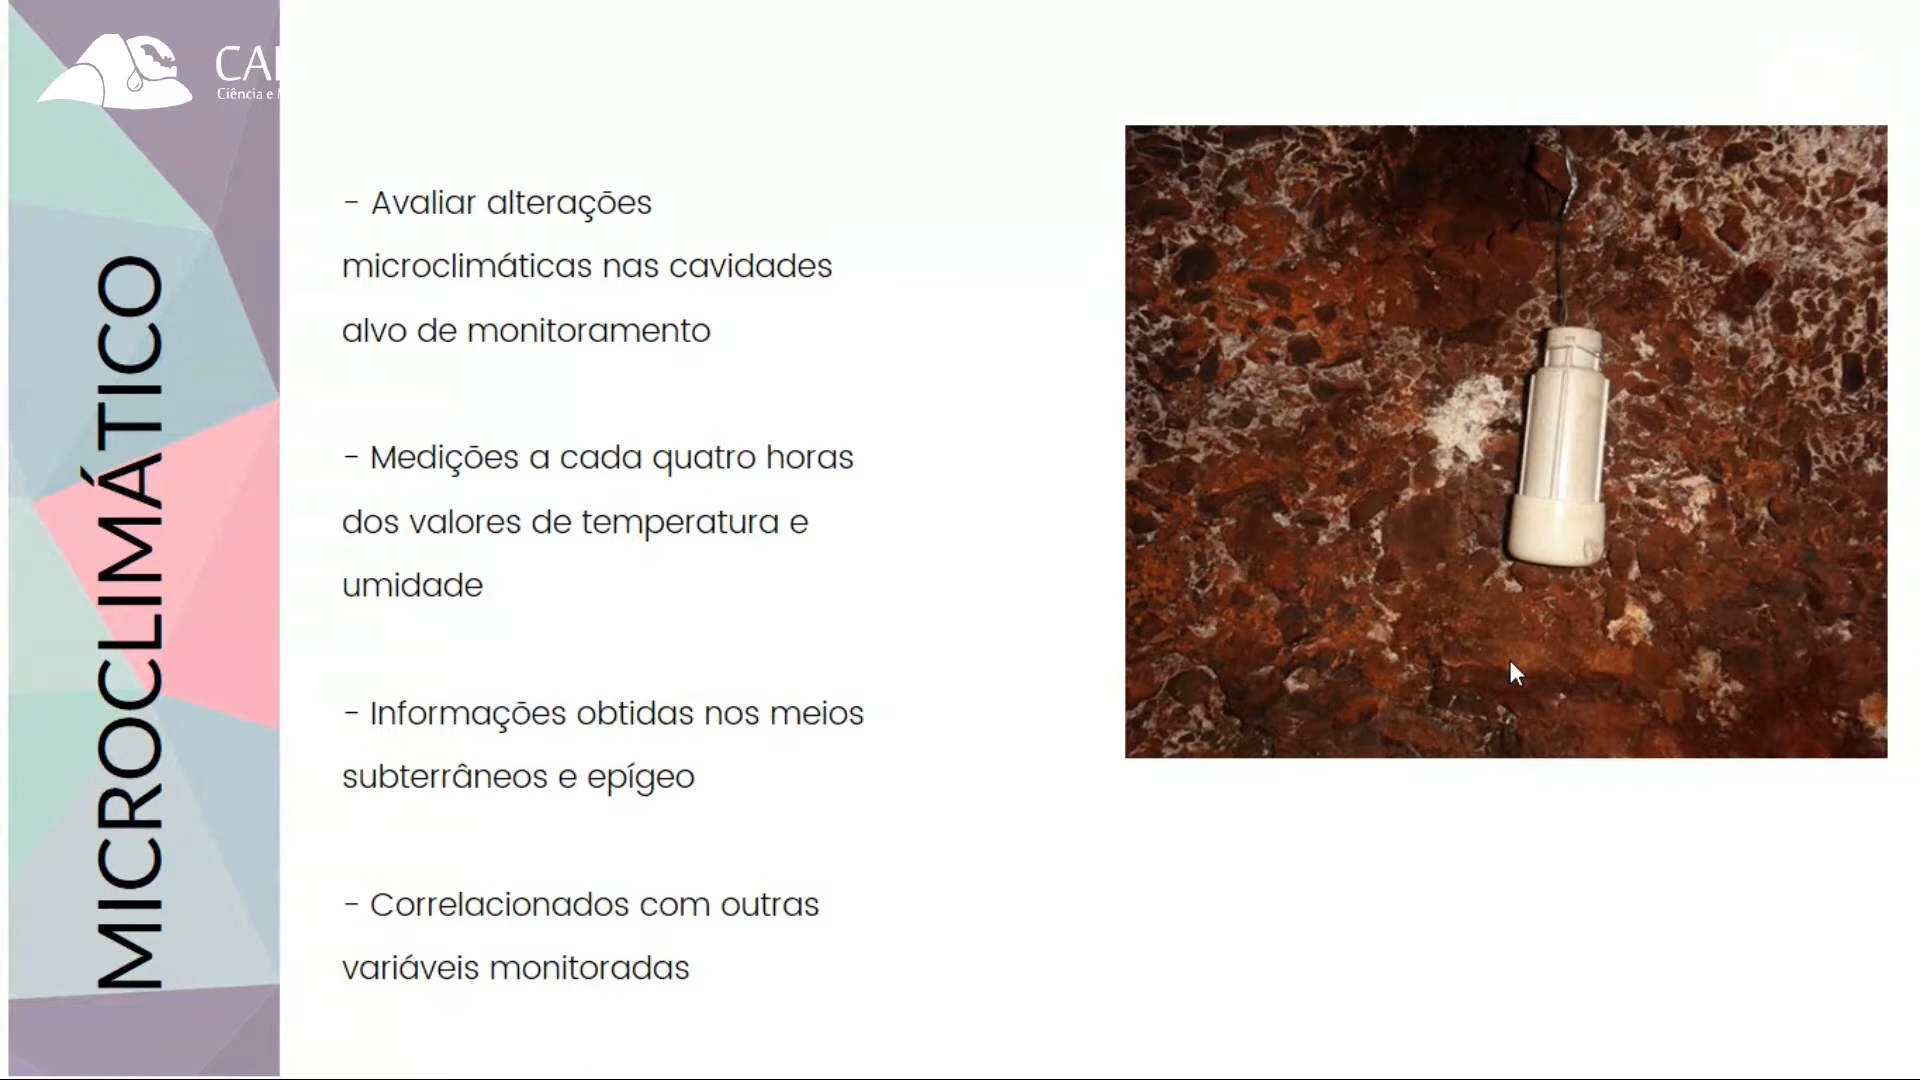 Ciência e
MICROCLIMÁTICO
- Avaliar alterações
microclimáticas nas cavidades
alvo de monitoramento
- Medições a cada quatro horas
dos valores de temperatura e
umidade
- Informações obtidas nos meios
subterrâneos e epígeo
- Correlacionados com outras
variáveis monitoradas